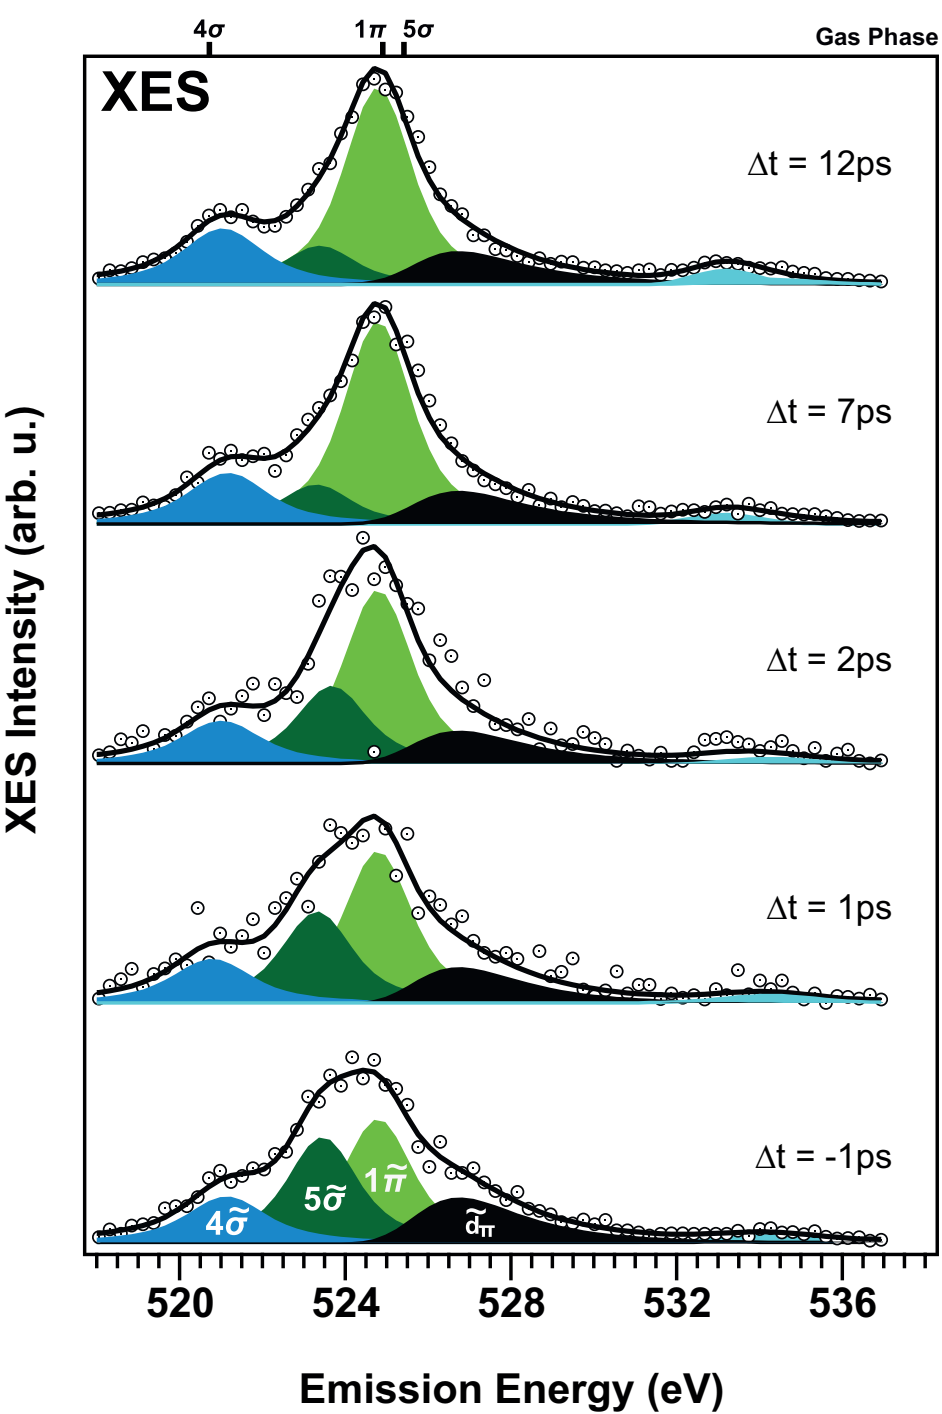 4σ 1π 5σ
Gas Phase
XES
Δt = 12ps
Δt = 7ps
Δt = 2ps
Δt = 1ps
Δt = -1ps
4σ̃ 5σ̃ 1π̃ d̃π
520 524 528 532 536
Emission Energy (eV)
XES Intensity (arb. u.)